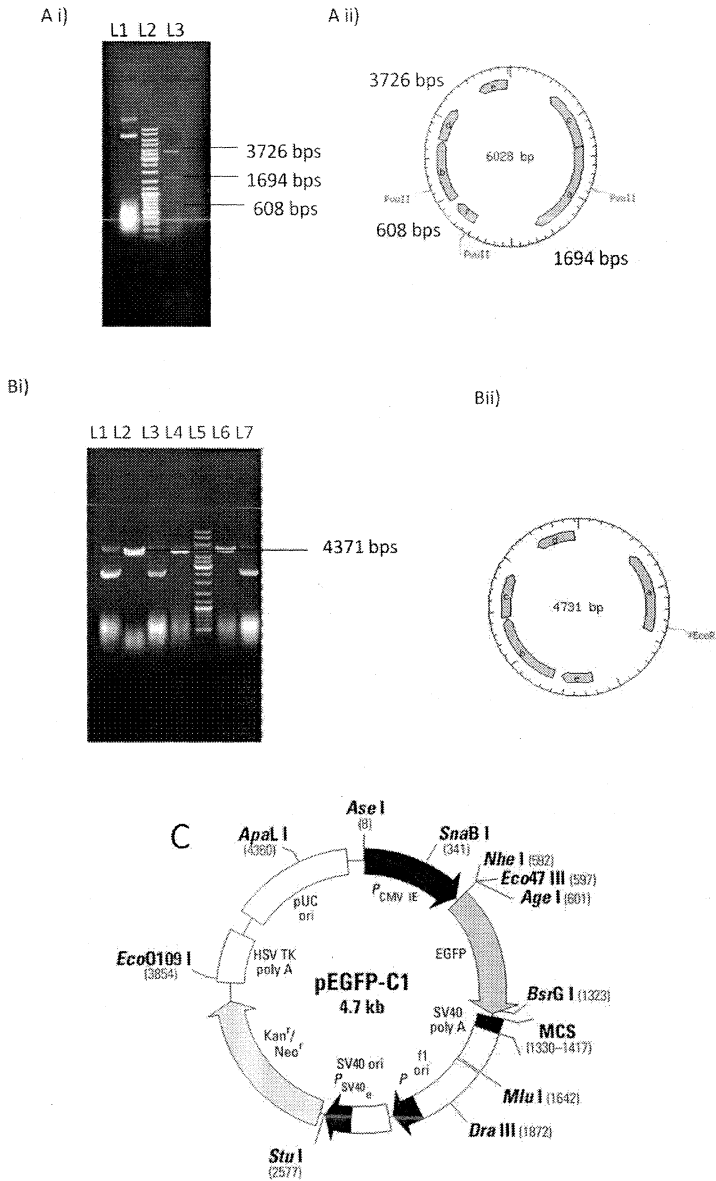 A i)
A ii)
L1 L2 L3
3726 bps
1694 bps
608 bps
3726 bps
6028 bp
PvuII
PvuII
608 bps
PvuII
1694 bps
Bi)
Bii)
L1 L2 L3 L4 L5 L6 L7
4371 bps
4731 bp
C
Ase I
(8)
SnaB I
(341)
ApaL I
(4360)
Nhe I (592)
Eco47 III (597)
Age I (601)
PCMV IE
pUC
ori
EGFP
HSV TK
poly A
EcoO109 I
(3854)
pEGFP-C1
4.7 kb
BsrG I (1323)
SV40
poly A
MCS
(1330–1417)
Kanr/
Neor
SV40 ori
PSV40e
f1
ori
P
Mlu I (1642)
Dra III (1872)
Stu I
(2577)